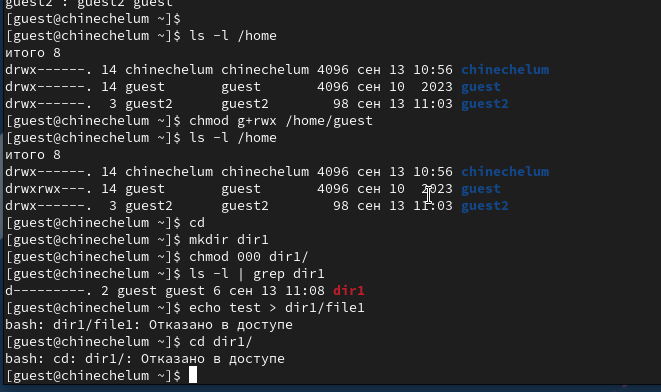 guest2 : guest2 guest
[guest@chinechelum ~]$
[guest@chinechelum ~]$ ls -l /home
итого 8
drwx------. 14 chinechelum chinechelum 4096 сен 13 10:56 chinechelum
drwx------. 14 guest       guest       4096 сен 10  2023 guest
drwx------.  3 guest2      guest2        98 сен 13 11:03 guest2
[guest@chinechelum ~]$ chmod g+rwx /home/guest
[guest@chinechelum ~]$ ls -l /home
итого 8
drwx------. 14 chinechelum chinechelum 4096 сен 13 10:56 chinechelum
drwxrwx---. 14 guest       guest       4096 сен 10  2023 guest
drwx------.  3 guest2      guest2        98 сен 13 11:03 guest2
[guest@chinechelum ~]$ cd
[guest@chinechelum ~]$ mkdir dir1
[guest@chinechelum ~]$ chmod 000 dir1/
[guest@chinechelum ~]$ ls -l | grep dir1
d---------. 2 guest guest 6 сен 13 11:08 dir1
[guest@chinechelum ~]$ echo test > dir1/file1
bash: dir1/file1: Отказано в доступе
[guest@chinechelum ~]$ cd dir1/
bash: cd: dir1/: Отказано в доступе
[guest@chinechelum ~]$